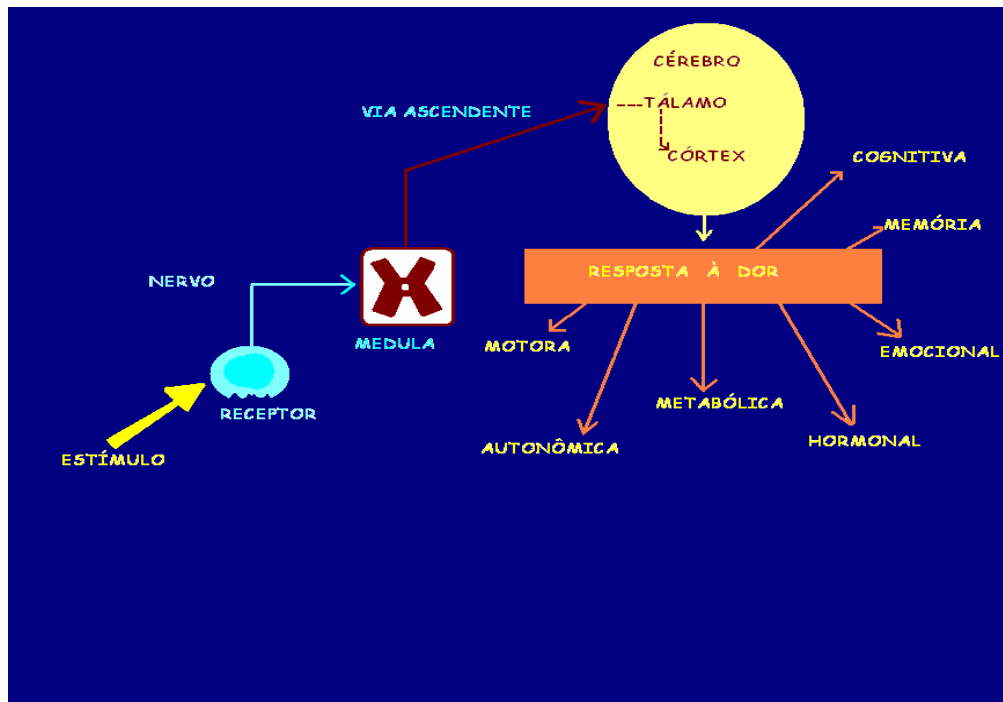 CÉREBRO
---TÁLAMO
CÓRTEX
VIA ASCENDENTE
COGNITIVA
MEMÓRIA
RESPOSTA À DOR
NERVO
MEDULA
MOTORA
EMOCIONAL
RECEPTOR
METABÓLICA
ESTÍMULO
AUTONÔMICA
HORMONAL